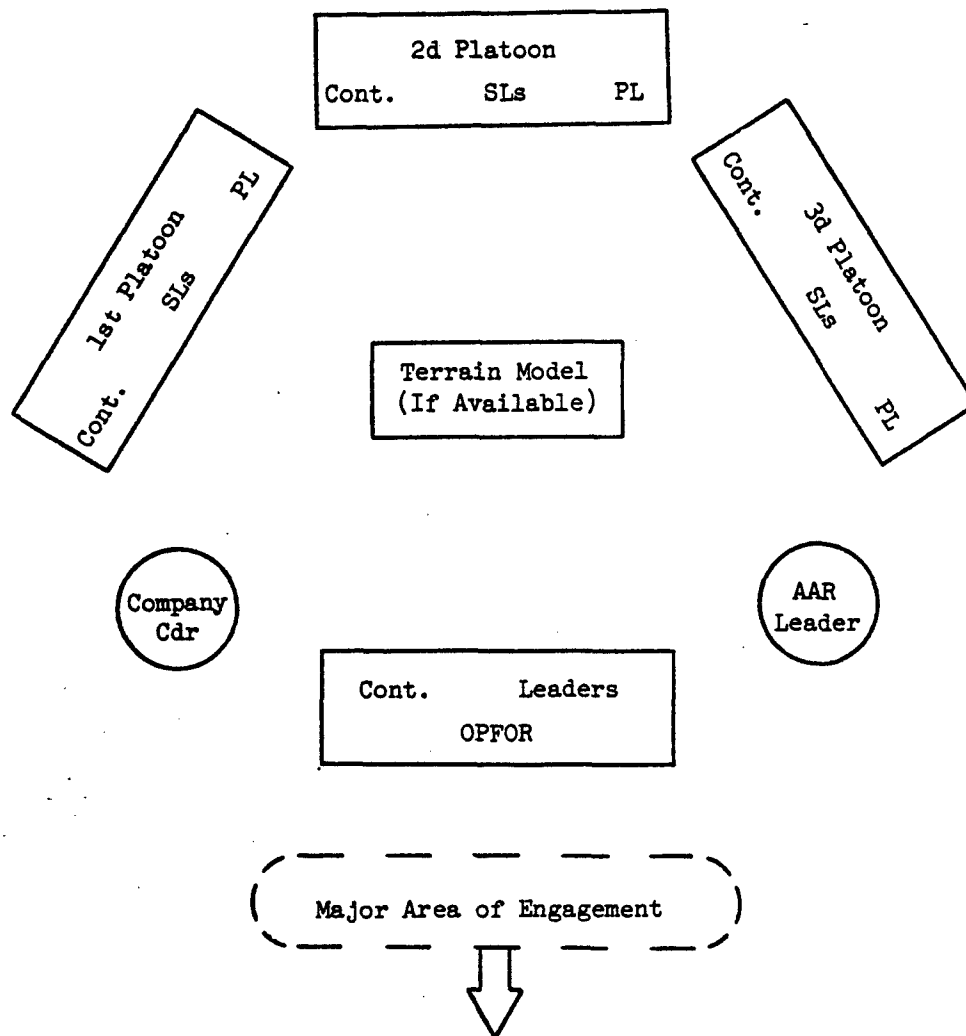 2d Platoon
Cont. SLs PL
1st Platoon
Cont. SLs PL
3d Platoon
Cont. SLs PL
Terrain Model
(If Available)
Company
Cdr
AAR
Leader
Cont. Leaders
OPFOR
Major Area of Engagement